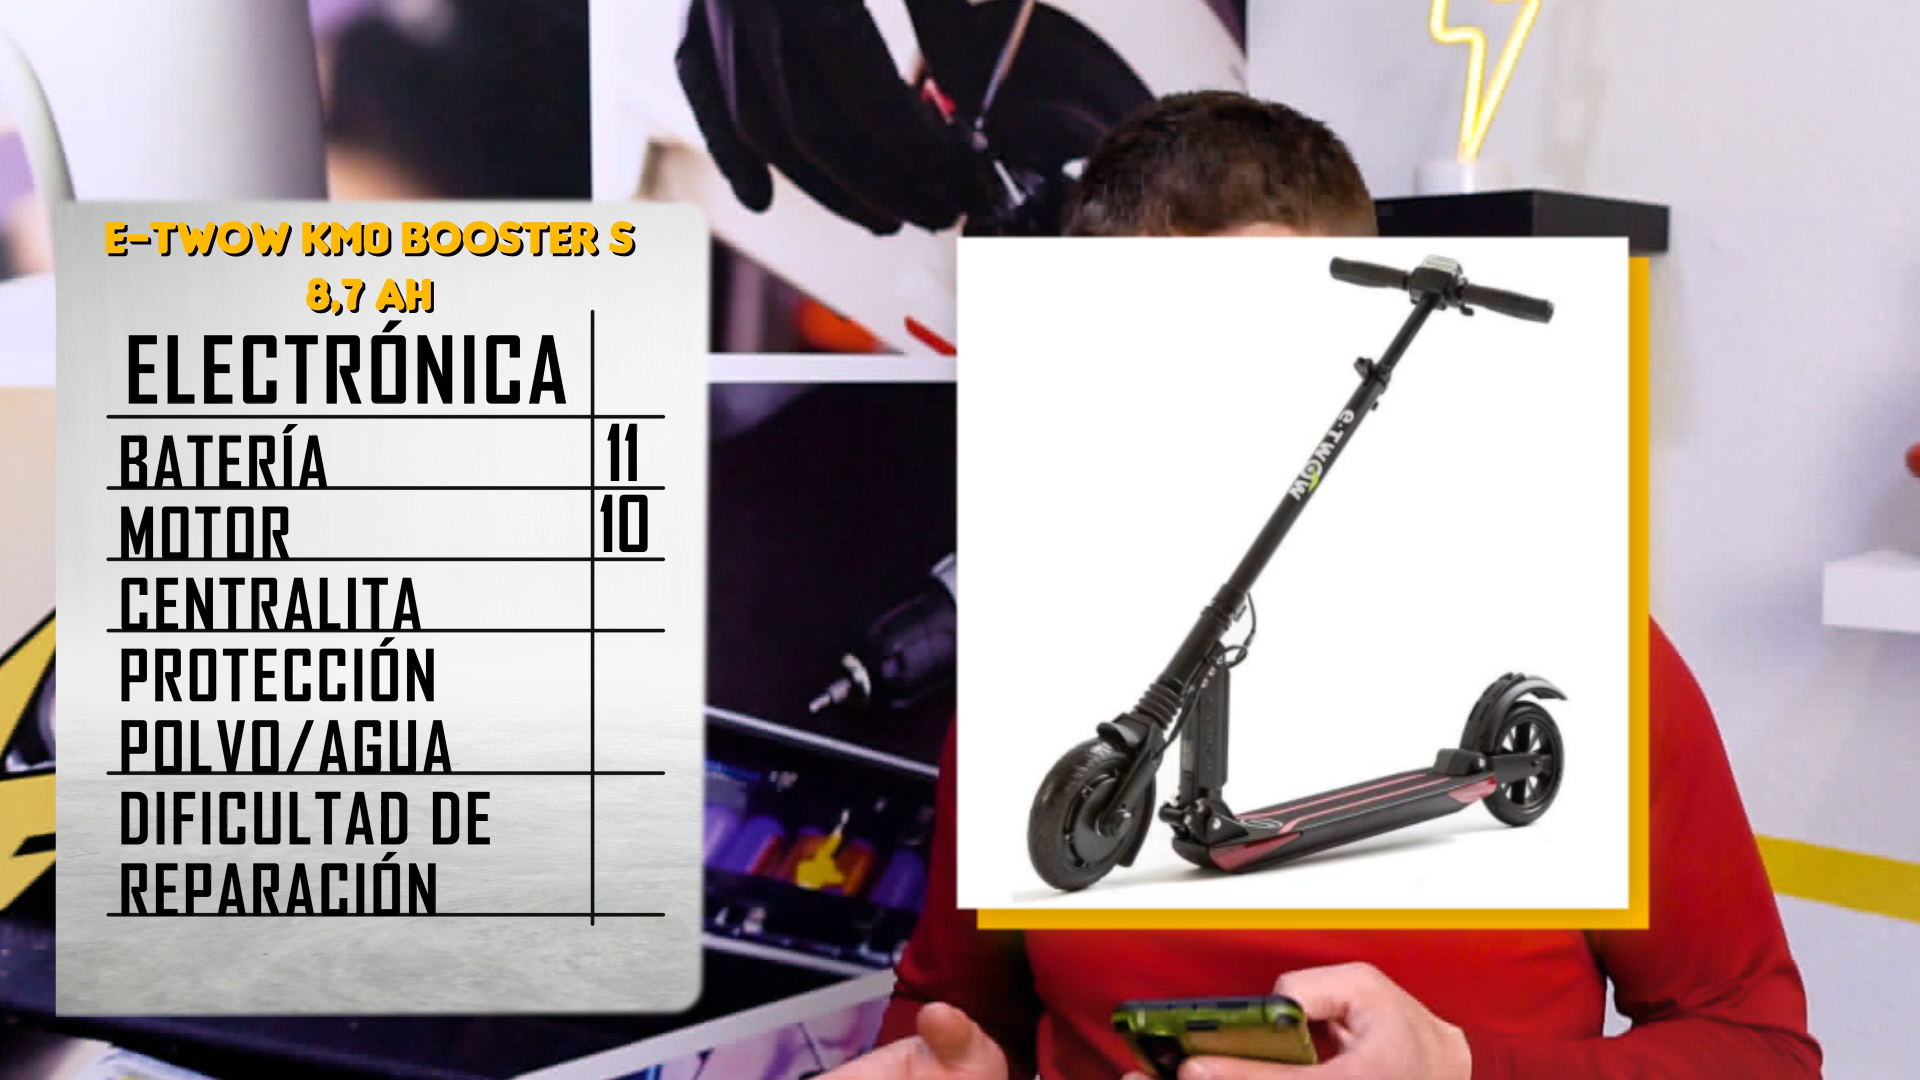 E-TWOW KM0 BOOSTER S
8,7 AH
ELECTRÓNICA
BATERÍA 11
MOTOR 10
CENTRALITA
PROTECCIÓN
POLVO/AGUA
DIFICULTAD DE
REPARACIÓN
e-TWOW